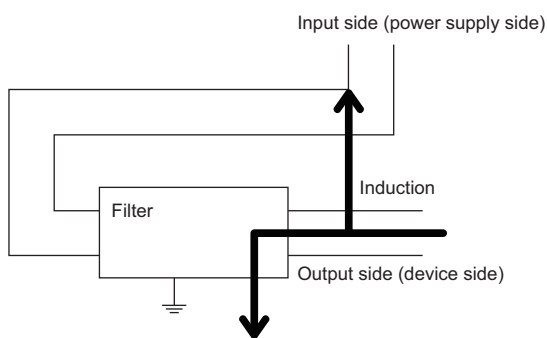 Input side (power supply side)
Induction
Filter
Output side (device side)